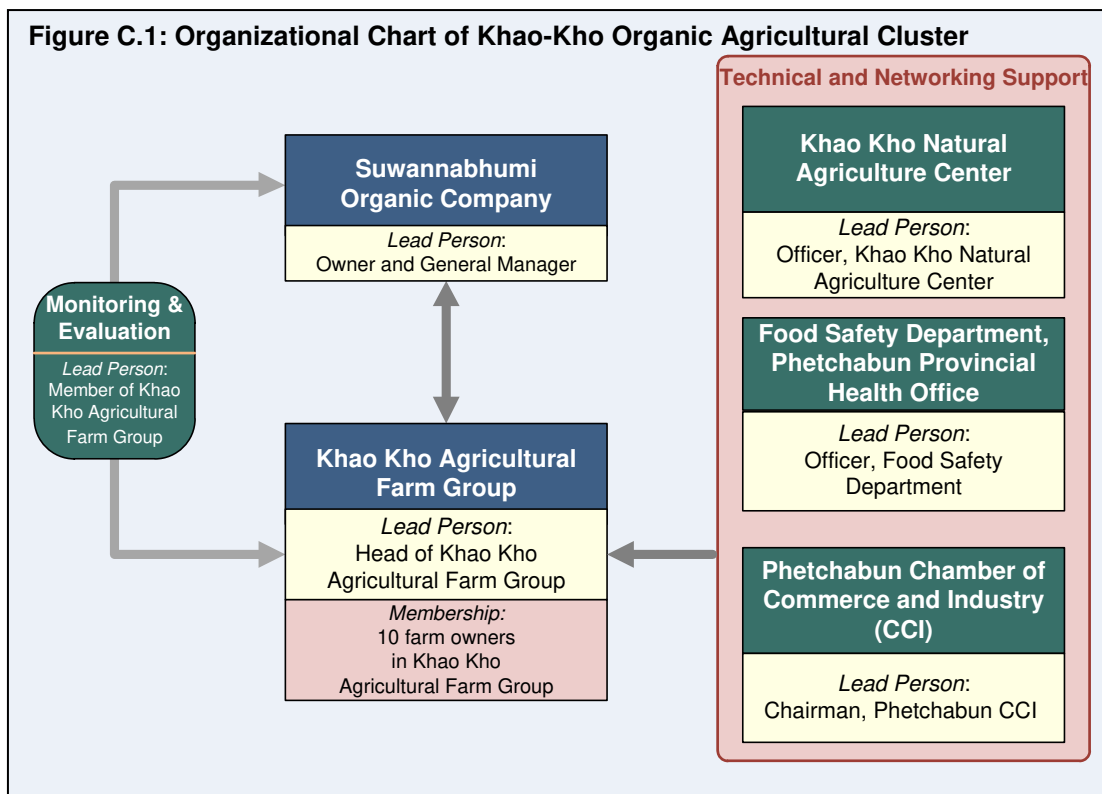 Figure C.1: Organizational Chart of Khao-Kho Organic Agricultural Cluster
Suwannabhumi
Organic Company
Lead Person:
Owner and General Manager
Monitoring &
Evaluation
Lead Person:
Member of Khao
Kho Agricultural
Farm Group
Khao Kho Agricultural
Farm Group
Lead Person:
Head of Khao Kho
Agricultural Farm Group
Membership:
10 farm owners
in Khao Kho
Agricultural Farm Group
Technical and Networking Support
Khao Kho Natural
Agriculture Center
Lead Person:
Officer, Khao Kho Natural
Agriculture Center
Food Safety Department,
Phetchabun Provincial
Health Office
Lead Person:
Officer, Food Safety
Department
Phetchabun Chamber of
Commerce and Industry
(CCI)
Lead Person:
Chairman, Phetchabun CCI